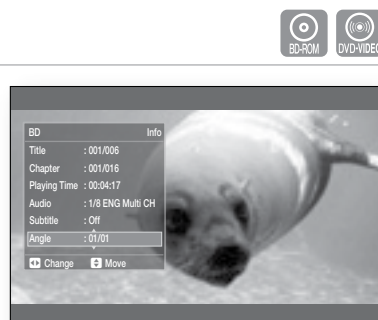 BD-ROM
DVD-VIDEO
BD Info
Title : 001/006
Chapter : 001/016
Playing Time : 00:04:17
Audio : 1/8 ENG Multi CH
Subtitle : Off
Angle : 01/01
Change Move